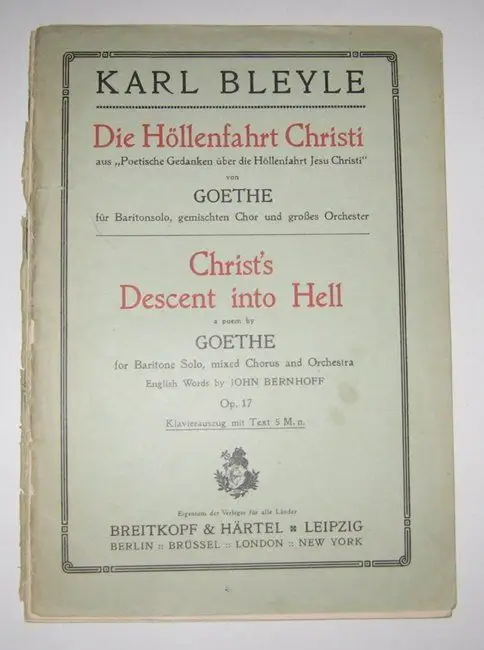 KARL BLEYLE
Die Höllenfahrt Christi
aus „Poetische Gedanken über die Höllenfahrt Jesu Christi"
von
GOETHE
für Baritonsolo, gemischten Chor und großes Orchester
Christ's
Descent into Hell
a poem by
GOETHE
for Baritone Solo, mixed Chorus and Orchestra
English Words by JOHN BERNHOFF
Op. 17
Klavierauszug mit Text 5 M. n.
Eigentum der Verleger für alle Länder
BREITKOPF & HÄRTEL * LEIPZIG
BERLIN :: BRÜSSEL :: LONDON :: NEW YORK